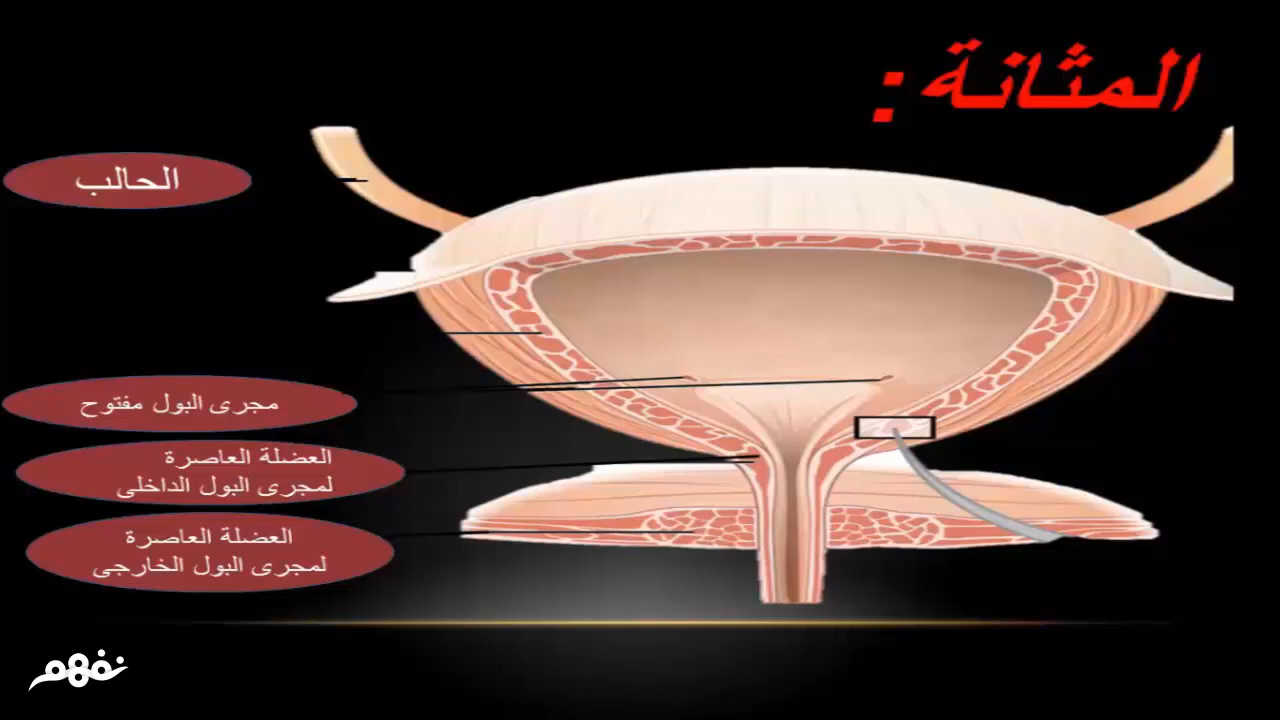 المثانة :
الحالب
مجرى البول مفتوح
العضلة العاصرة
لمجرى البول الداخلى
العضلة العاصرة
لمجرى البول الخارجى
نفهم